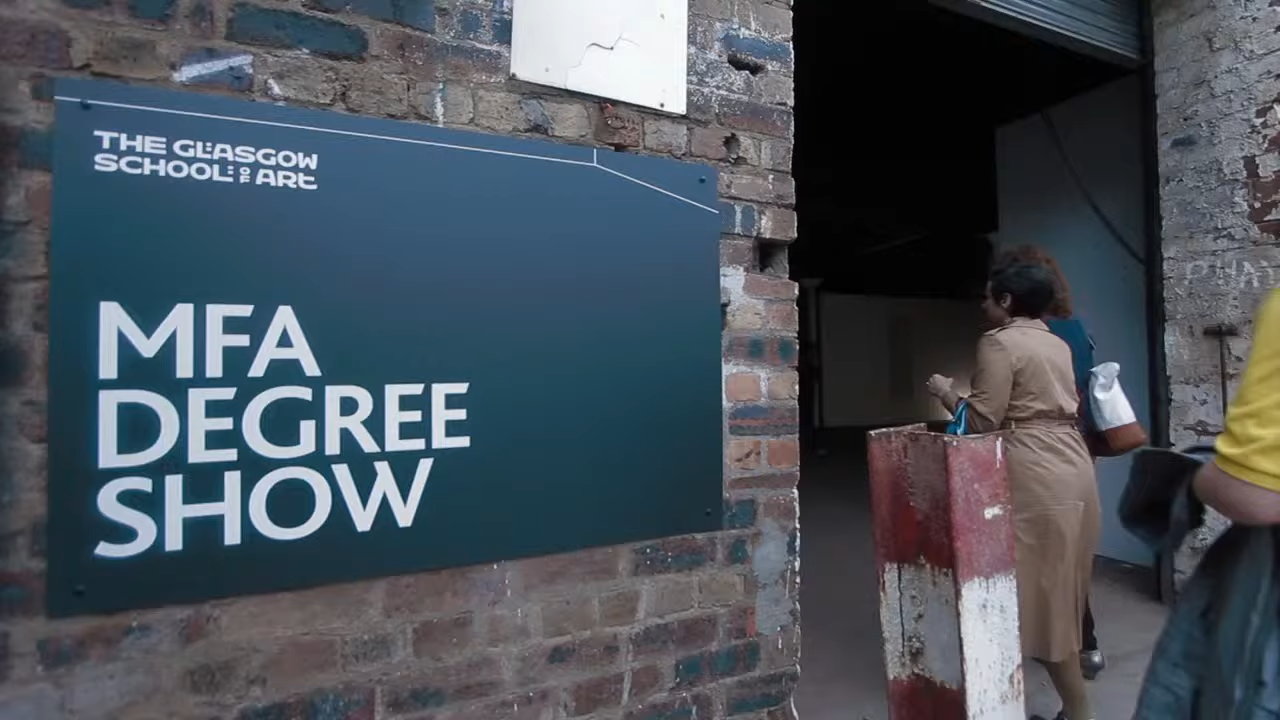 THE GLASGOW
SCHOOL OF ART
MFA
DEGREE
SHOW